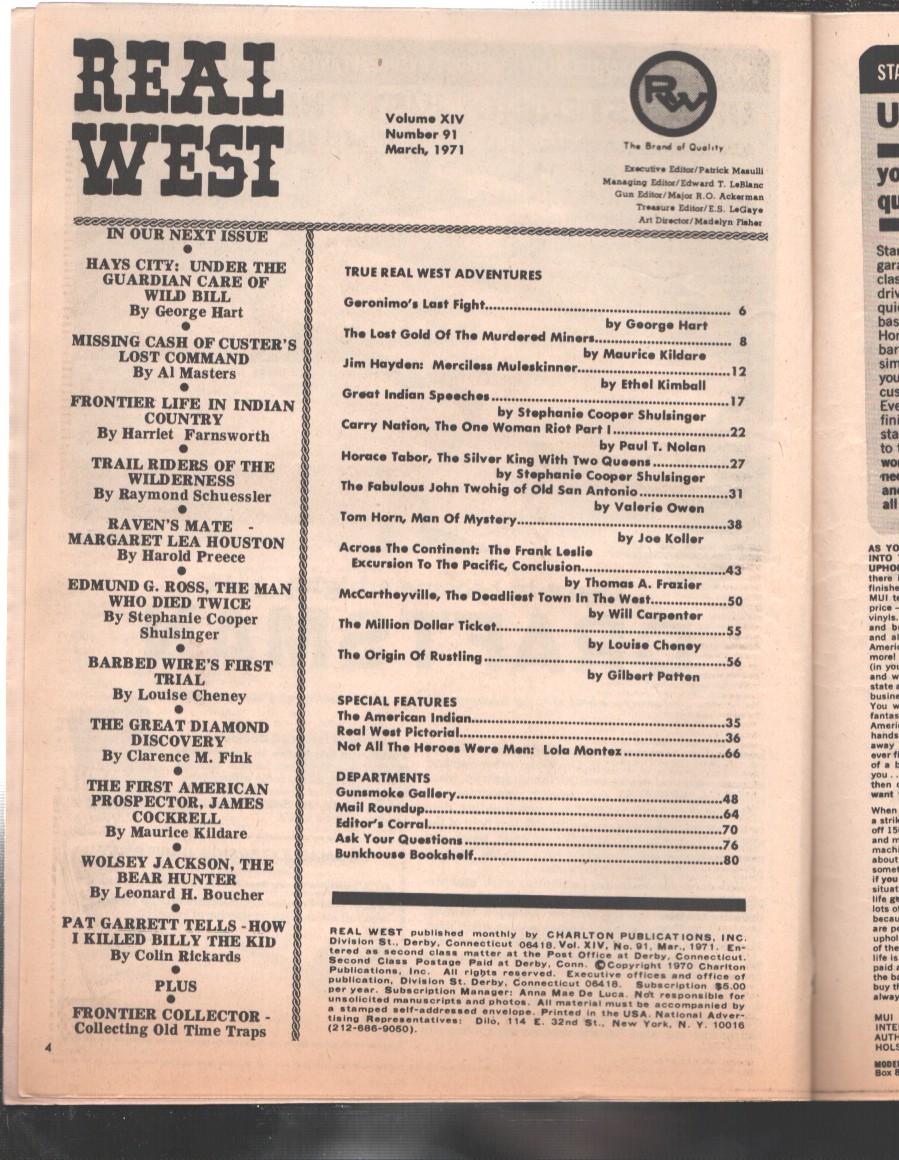 REAL
WEST
Volume XIV
Number 91
March, 1971
RW
The Brand of Quality
Executive Editor/Patrick Masulli
Managing Editor/Edward T. LeBlanc
Gun Editor/Major R.O. Ackerman
Treasure Editor/E.S. LeGaye
Art Director/Madelyn Fisher
IN OUR NEXT ISSUE
●
HAYS CITY: UNDER THE
GUARDIAN CARE OF
WILD BILL
By George Hart
●
MISSING CASH OF CUSTER'S
LOST COMMAND
By Al Masters
●
FRONTIER LIFE IN INDIAN
COUNTRY
By Harriet Farnsworth
●
TRAIL RIDERS OF THE
WILDERNESS
By Raymond Schuessler
●
RAVEN'S MATE -
MARGARET LEA HOUSTON
By Harold Preece
●
EDMUND G. ROSS, THE MAN
WHO DIED TWICE
By Stephanie Cooper
Shulsinger
●
BARBED WIRE'S FIRST
TRIAL
By Louise Cheney
●
THE GREAT DIAMOND
DISCOVERY
By Clarence M. Fink
●
THE FIRST AMERICAN
PROSPECTOR, JAMES
COCKRELL
By Maurice Kildare
●
WOLSEY JACKSON, THE
BEAR HUNTER
By Leonard H. Boucher
●
PAT GARRETT TELLS - HOW
I KILLED BILLY THE KID
By Colin Rickards
●
PLUS
●
FRONTIER COLLECTOR -
Collecting Old Time Traps
4
TRUE REAL WEST ADVENTURES
Geronimo's Last Fight.................... 6
by George Hart
The Lost Gold Of The Murdered Miners.................... 8
by Maurice Kildare
Jim Hayden: Merciless Muleskinner....................12
by Ethel Kimball
Great Indian Speeches....................17
by Stephanie Cooper Shulsinger
Carry Nation, The One Woman Riot Part I....................22
by Paul T. Nolan
Horace Tabor, The Silver King With Two Queens....................27
by Stephanie Cooper Shulsinger
The Fabulous John Twohig of Old San Antonio....................31
by Valerie Owen
Tom Horn, Man Of Mystery....................38
by Joe Koller
Across The Continent: The Frank Leslie
Excursion To The Pacific, Conclusion....................43
by Thomas A. Frazier
McCartheyville, The Deadliest Town In The West....................50
by Will Carpenter
The Million Dollar Ticket....................55
by Louise Cheney
The Origin Of Rustling....................56
by Gilbert Patten
SPECIAL FEATURES
The American Indian....................35
Real West Pictorial....................36
Not All The Heroes Were Men: Lola Montez....................66
DEPARTMENTS
Gunsmoke Gallery....................48
Mail Roundup....................64
Editor's Corral....................70
Ask Your Questions....................76
Bunkhouse Bookshelf....................80
REAL WEST published monthly by CHARLTON PUBLICATIONS, INC.
Division St., Derby, Connecticut 06418. Vol. XIV, No. 91, Mar., 1971. En-
tered as second class matter at the Post Office at Derby, Connecticut.
Second Class Postage Paid at Derby, Conn. ©Copyright 1970 Charlton
Publications, Inc. All rights reserved. Executive offices and office of
publication, Division St. Derby, Connecticut 06418. Subscription $5.00
per year. Subscription Manager: Anna Mae De Luca. Not responsible for
unsolicited manuscripts and photos. All material must be accompanied by
a stamped self-addressed envelope. Printed in the USA. National Adver-
tising Representatives: Dilo, 114 E. 32nd St., New York, N. Y. 10016
(212-686-9050).